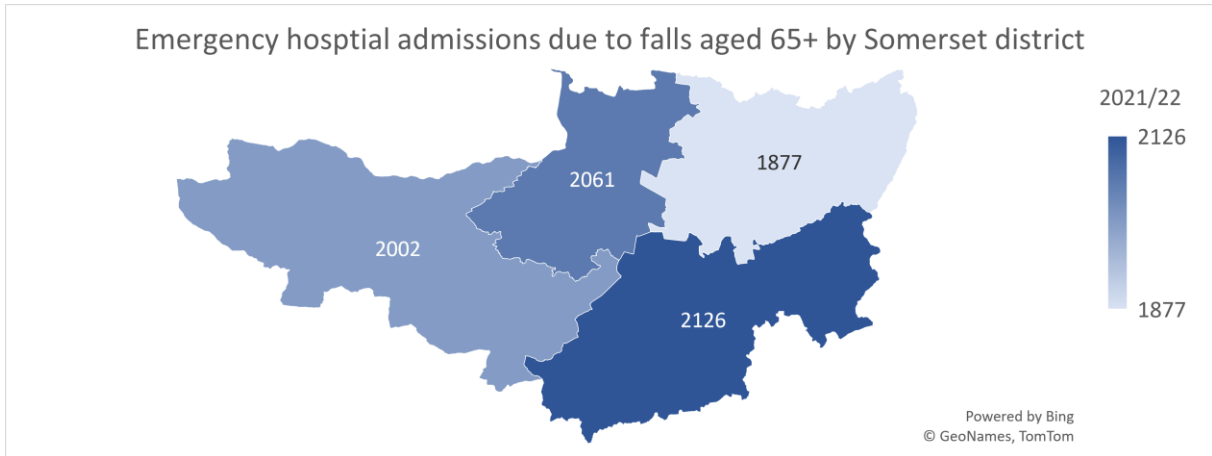 Emergency hosptial admissions due to falls aged 65+ by Somerset district
2021/22
2126
1877
1877
2061
2002
2126
Powered by Bing
© GeoNames, TomTom